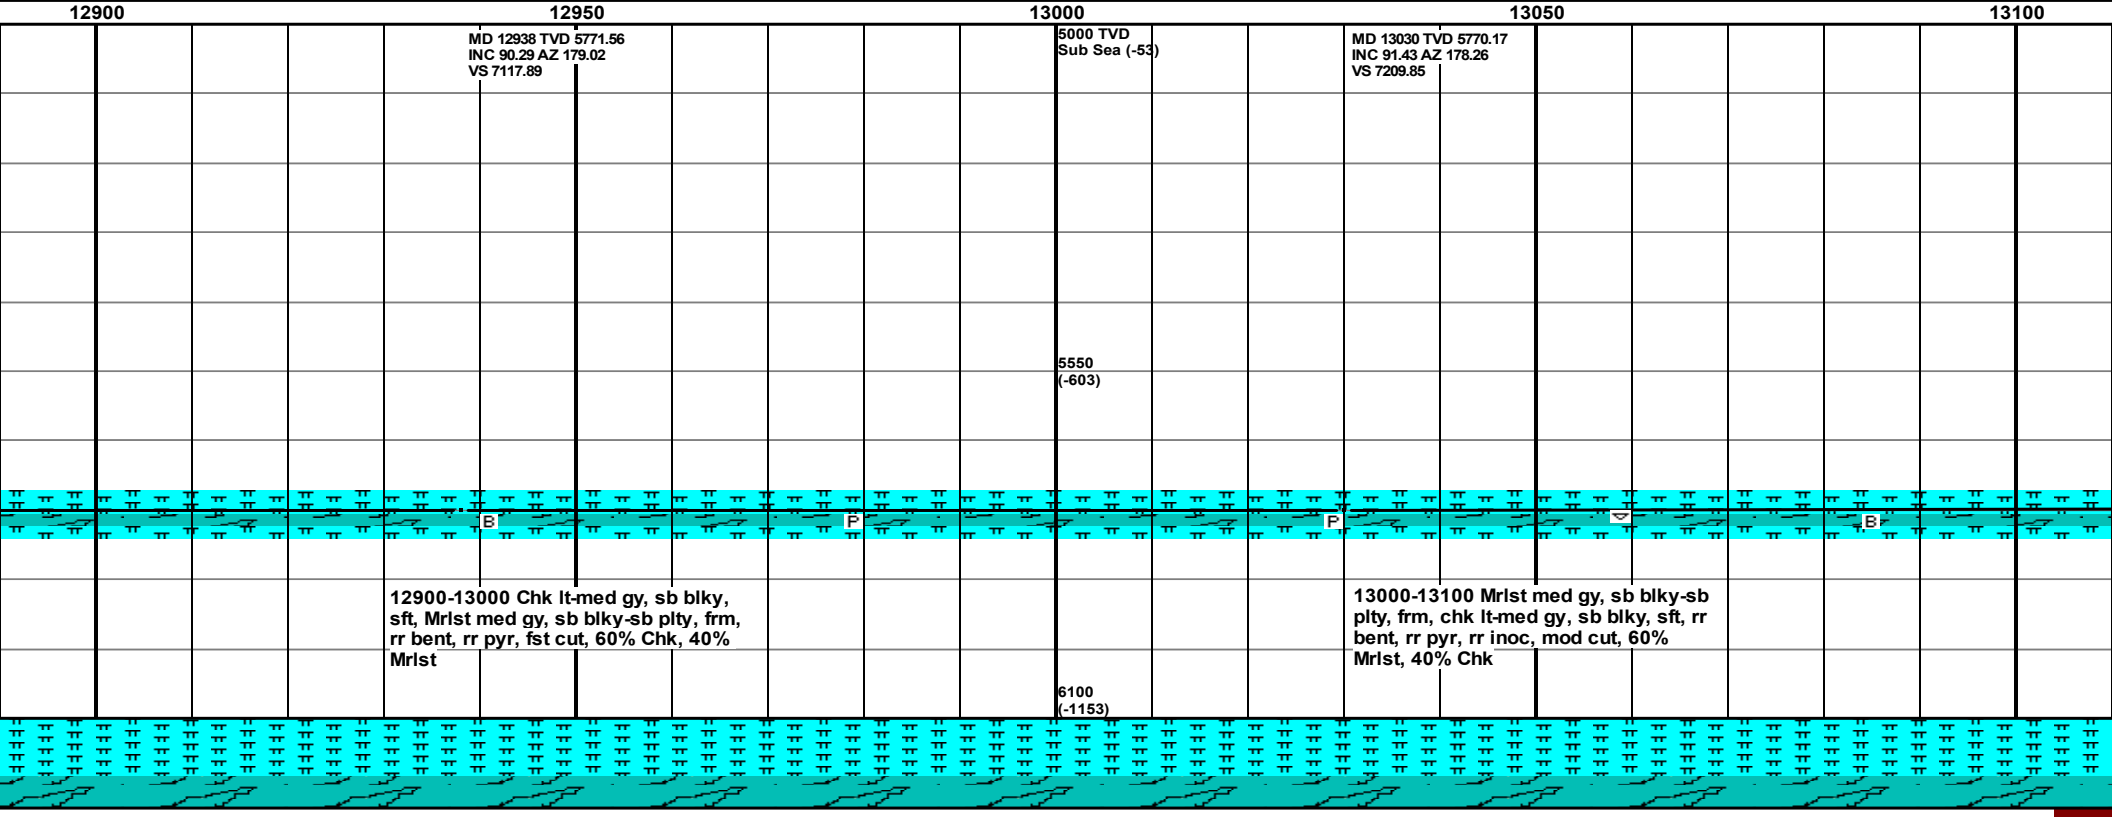 12900 12950 13000 13050 13100
MD 12938 TVD 5771.56
INC 90.29 AZ 179.02
VS 7117.89
5000 TVD
Sub Sea (-53)
MD 13030 TVD 5770.17
INC 91.43 AZ 178.26
VS 7209.85
5550
(-603)
B P P B
12900-13000 Chk lt-med gy, sb blky,
sft, Mrlst med gy, sb blky-sb plty, frm,
rr bent, rr pyr, fst cut, 60% Chk, 40%
Mrlst
13000-13100 Mrlst med gy, sb blky-sb
plty, frm, chk lt-med gy, sb blky, sft, rr
bent, rr pyr, rr inoc, mod cut, 60%
Mrlst, 40% Chk
6100
(-1153)